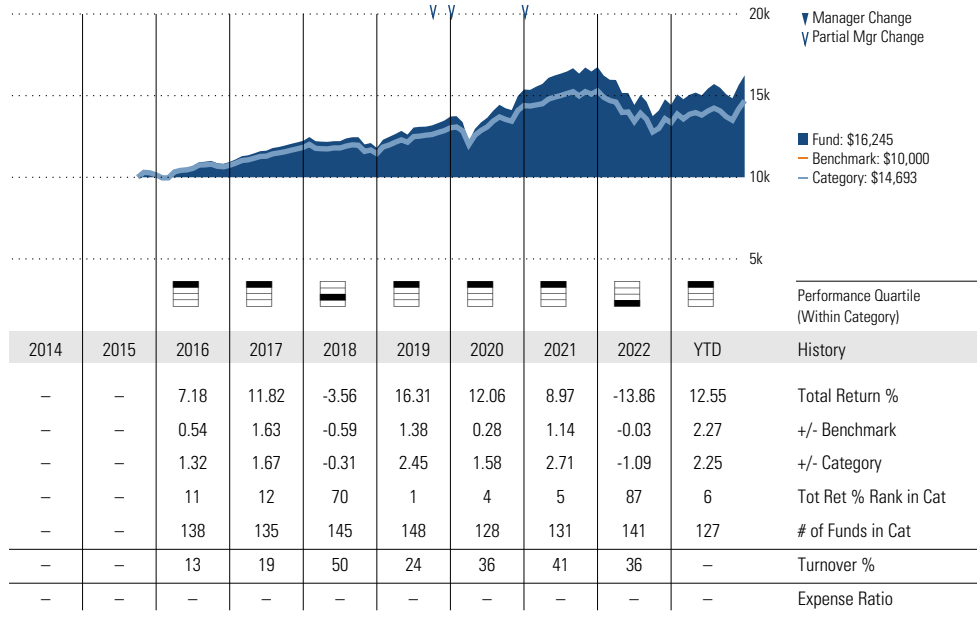 20k
15k
10k
5k
Manager Change
Partial Mgr Change
Fund: $16,245
Benchmark: $10,000
Category: $14,693
Performance Quartile
(Within Category)
2014 2015 2016 2017 2018 2019 2020 2021 2022 YTD History
– – 7.18 11.82 -3.56 16.31 12.06 8.97 -13.86 12.55 Total Return %
– – 0.54 1.63 -0.59 1.38 0.28 1.14 -0.03 2.27 +/- Benchmark
– – 1.32 1.67 -0.31 2.45 1.58 2.71 -1.09 2.25 +/- Category
– – 11 12 70 1 4 5 87 6 Tot Ret % Rank in Cat
– – 138 135 145 148 128 131 141 127 # of Funds in Cat
– – 13 19 50 24 36 41 36 – Turnover %
– – – – – – – – – – Expense Ratio